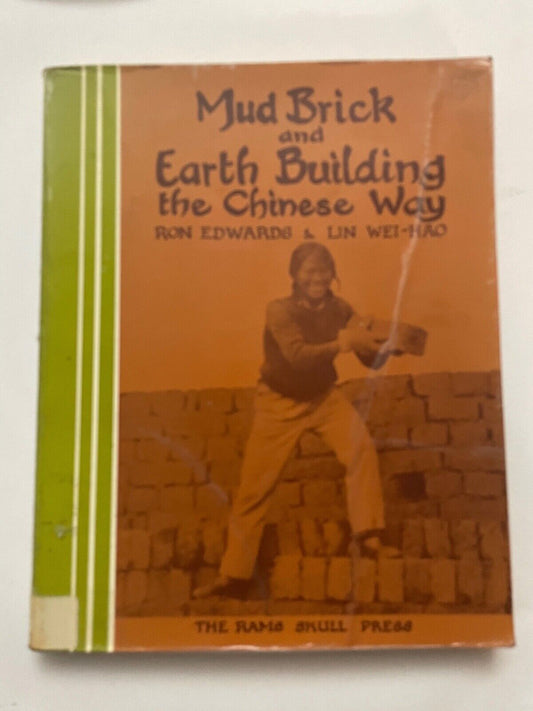 Mud Brick
and
Earth Building
the Chinese Way
RON EDWARDS & LIN WEI-HAO
THE RAMS SKULL PRESS